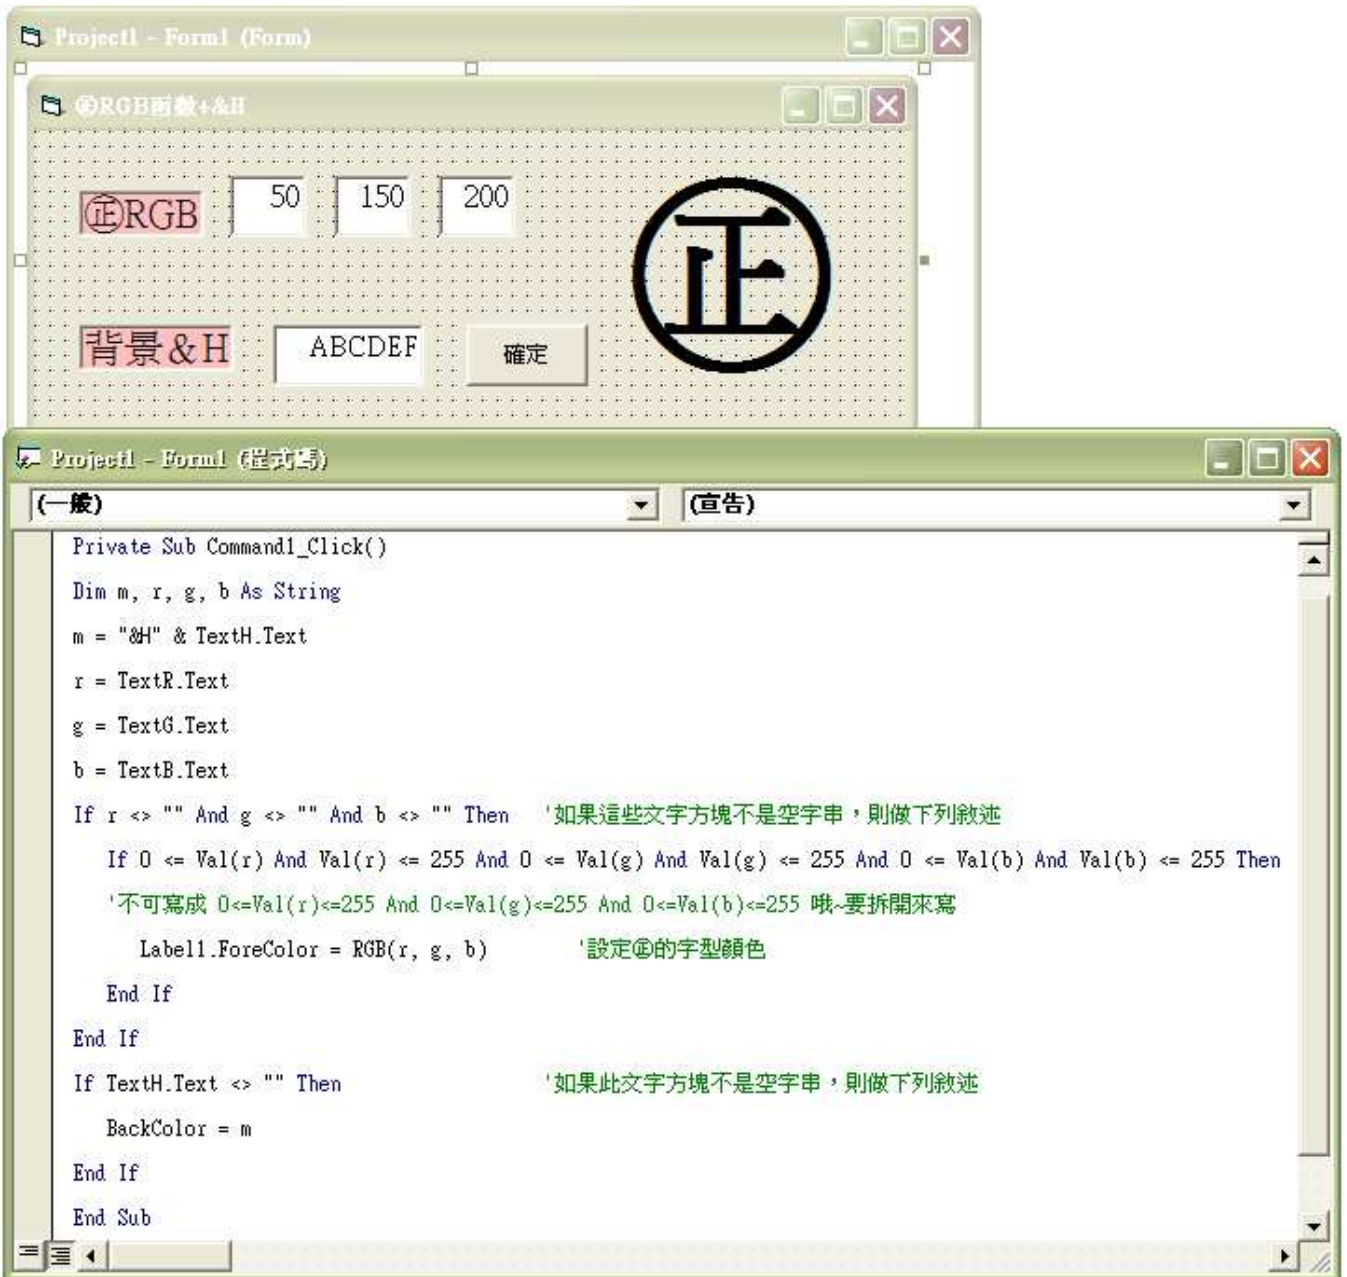 Project1 - Form1 (Form)
㊣RGB函數+&H
㊣RGB 50 150 200
㊣
背景&H ABCDEF 確定
Project1 - Form1 (程式碼)
(一般) (宣告)
Private Sub Command1_Click()
Dim m, r, g, b As String
m = "&H" & TextH.Text
r = TextR.Text
g = TextG.Text
b = TextB.Text
If r <> "" And g <> "" And b <> "" Then '如果這些文字方塊不是空字串，則做下列敘述
If 0 <= Val(r) And Val(r) <= 255 And 0 <= Val(g) And Val(g) <= 255 And 0 <= Val(b) And Val(b) <= 255 Then
'不可寫成 0<=Val(r)<=255 And 0<=Val(g)<=255 And 0<=Val(b)<=255 哦~要拆開來寫
Label1.ForeColor = RGB(r, g, b) '設定㊣的字型顏色
End If
End If
If TextH.Text <> "" Then '如果此文字方塊不是空字串，則做下列敘述
BackColor = m
End If
End Sub